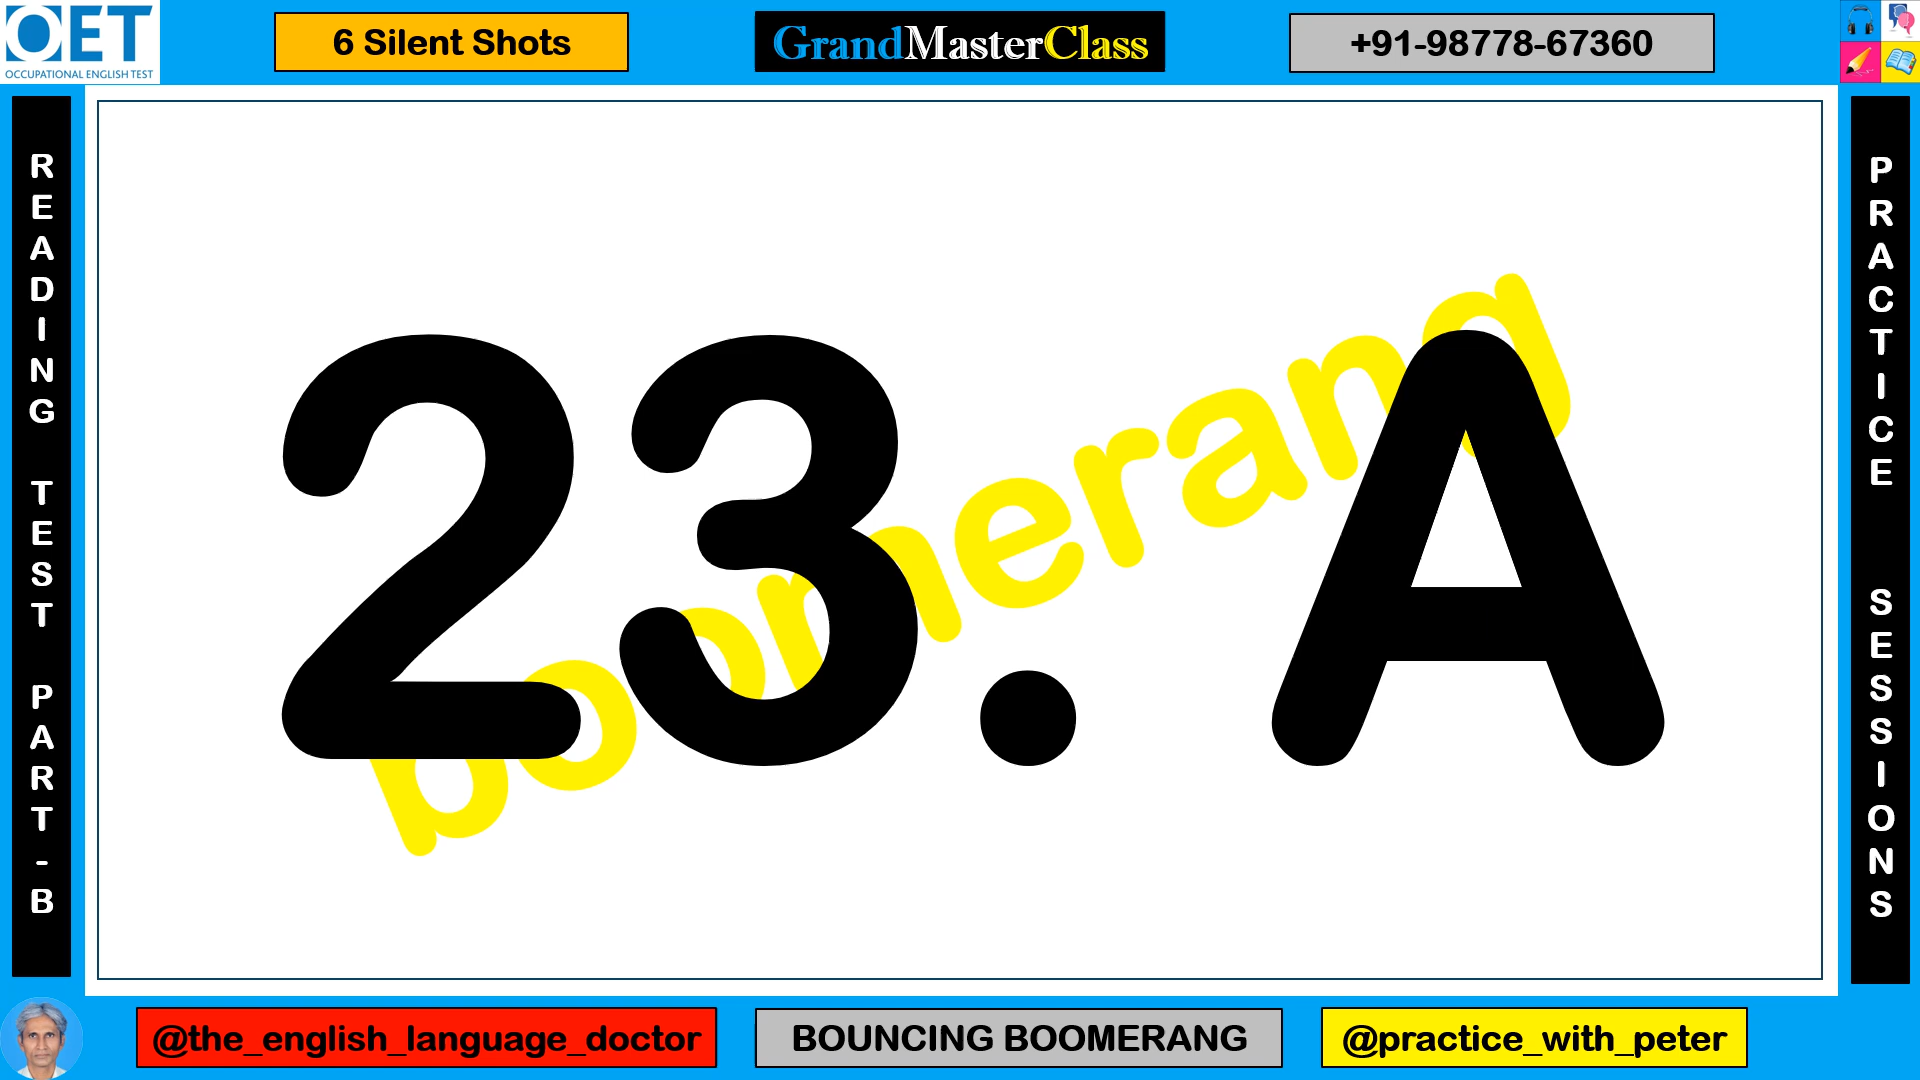 OET
OCCUPATIONAL ENGLISH TEST
6 Silent Shots
GrandMasterClass
+91-98778-67360
READING TEST PART-B
23. A
boomerang
PRACTICE SESSIONS
@the_english_language_doctor
BOUNCING BOOMERANG
@practice_with_peter